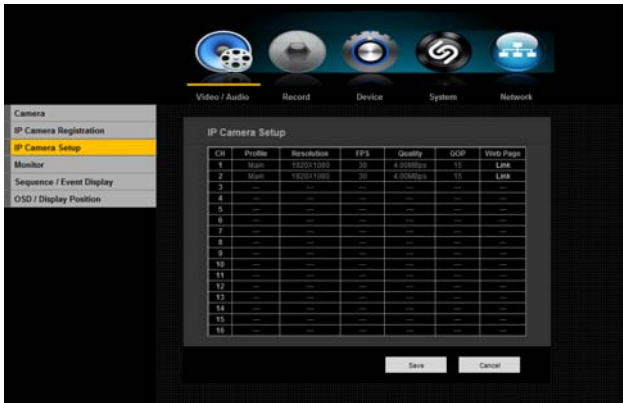 Video / Audio Record Device System Network
Camera
IP Camera Registration
IP Camera Setup
Monitor
Sequence / Event Display
OSD / Display Position
IP Camera Setup
CH Profile Resolution FPS Quality GOP Web Page
1 Main 1920X1080 30 4.00MBps 15 Link
2 Main 1920X1080 30 4.00MBps 15 Link
3 --- --- --- --- --- ---
4 --- --- --- --- --- ---
5 --- --- --- --- --- ---
6 --- --- --- --- --- ---
7 --- --- --- --- --- ---
8 --- --- --- --- --- ---
9 --- --- --- --- --- ---
10 --- --- --- --- --- ---
11 --- --- --- --- --- ---
12 --- --- --- --- --- ---
13 --- --- --- --- --- ---
14 --- --- --- --- --- ---
15 --- --- --- --- --- ---
16 --- --- --- --- --- ---
Save Cancel